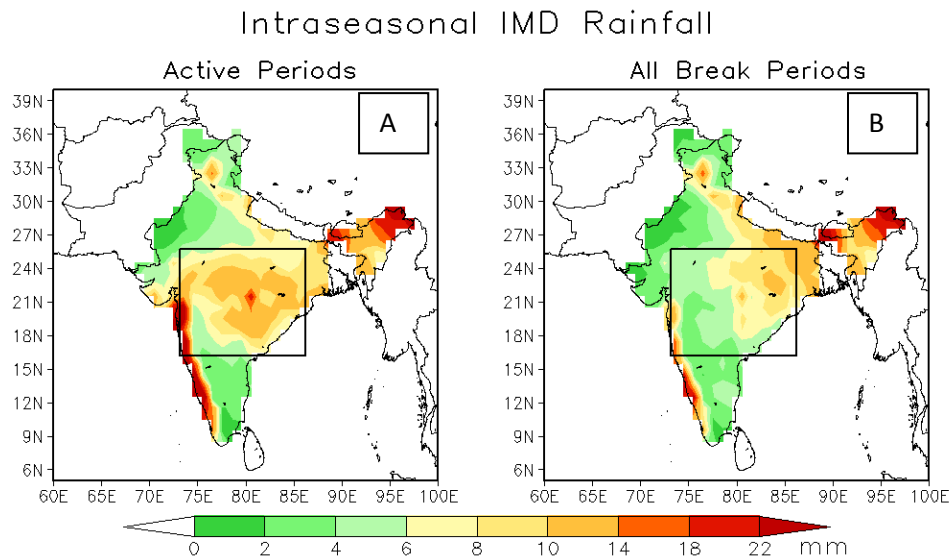 Intraseasonal IMD Rainfall
Active Periods
All Break Periods
39N
36N
33N
30N
27N
24N
21N
18N
15N
12N
9N
6N
60E 65E 70E 75E 80E 85E 90E 95E 100E
A
39N
36N
33N
30N
27N
24N
21N
18N
15N
12N
9N
6N
60E 65E 70E 75E 80E 85E 90E 95E 100E
B
0 2 4 6 8 10 14 18 22 mm